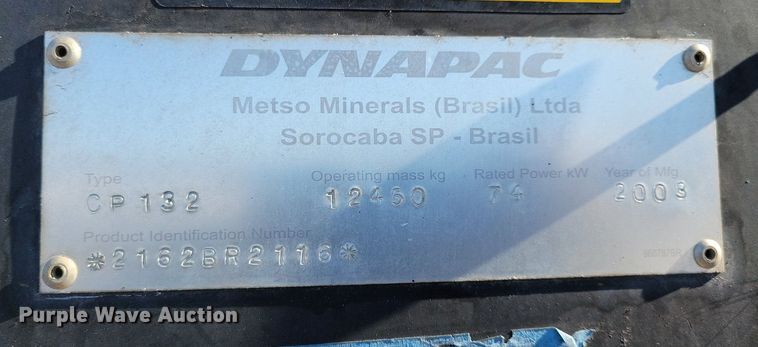 DYNAPAC
Metso Minerals (Brasil) Ltda
Sorocaba SP - Brasil
Type Operating mass kg Rated Power kW Year of Mfg
CP132 12460 74 2003
Product Identification Number
*2162BR2116*
Purple Wave Auction